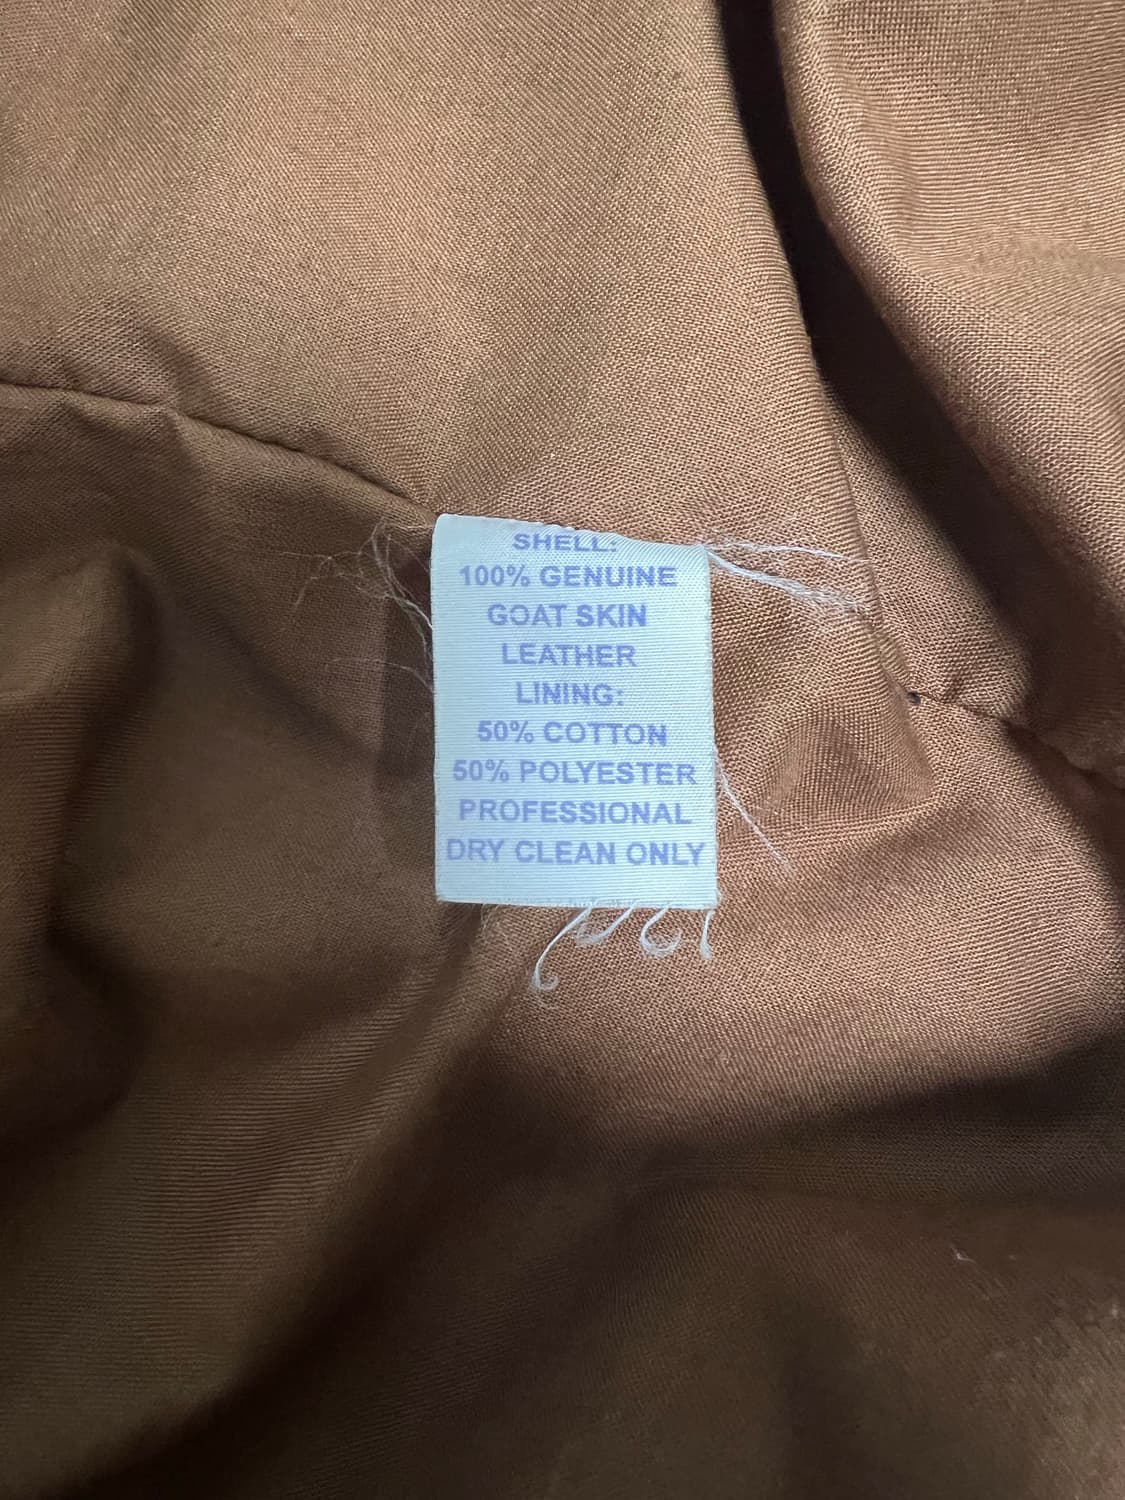 SHELL:
100% GENUINE
GOAT SKIN
LEATHER
LINING:
50% COTTON
50% POLYESTER
PROFESSIONAL
DRY CLEAN ONLY